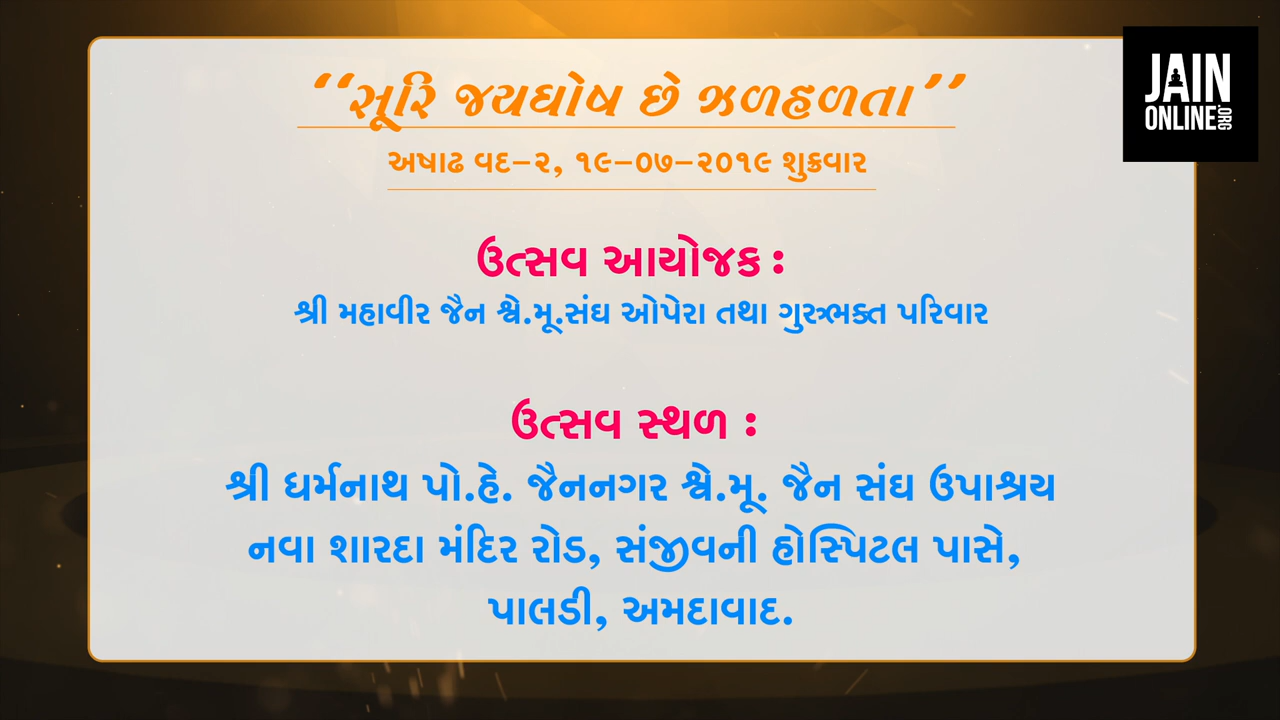 ‘‘સૂરિ જયઘોષ છે ઝળહળતા’’
JAIN
ONLINE.ORG
અષાઢ વદ–૨, ૧૯–૦૭–૨૦૧૯ શુક્રવાર
ઉત્સવ આયોજક :
શ્રી મહાવીર જૈન શ્વે.મૂ.સંઘ ઓપેરા તથા ગુરુભક્ત પરિવાર
ઉત્સવ સ્થળ :
શ્રી ધર્મનાથ પો.હે. જૈનનગર શ્વે.મૂ. જૈન સંઘ ઉપાશ્રય
નવા શારદા મંદિર રોડ, સંજીવની હોસ્પિટલ પાસે,
પાલડી, અમદાવાદ.